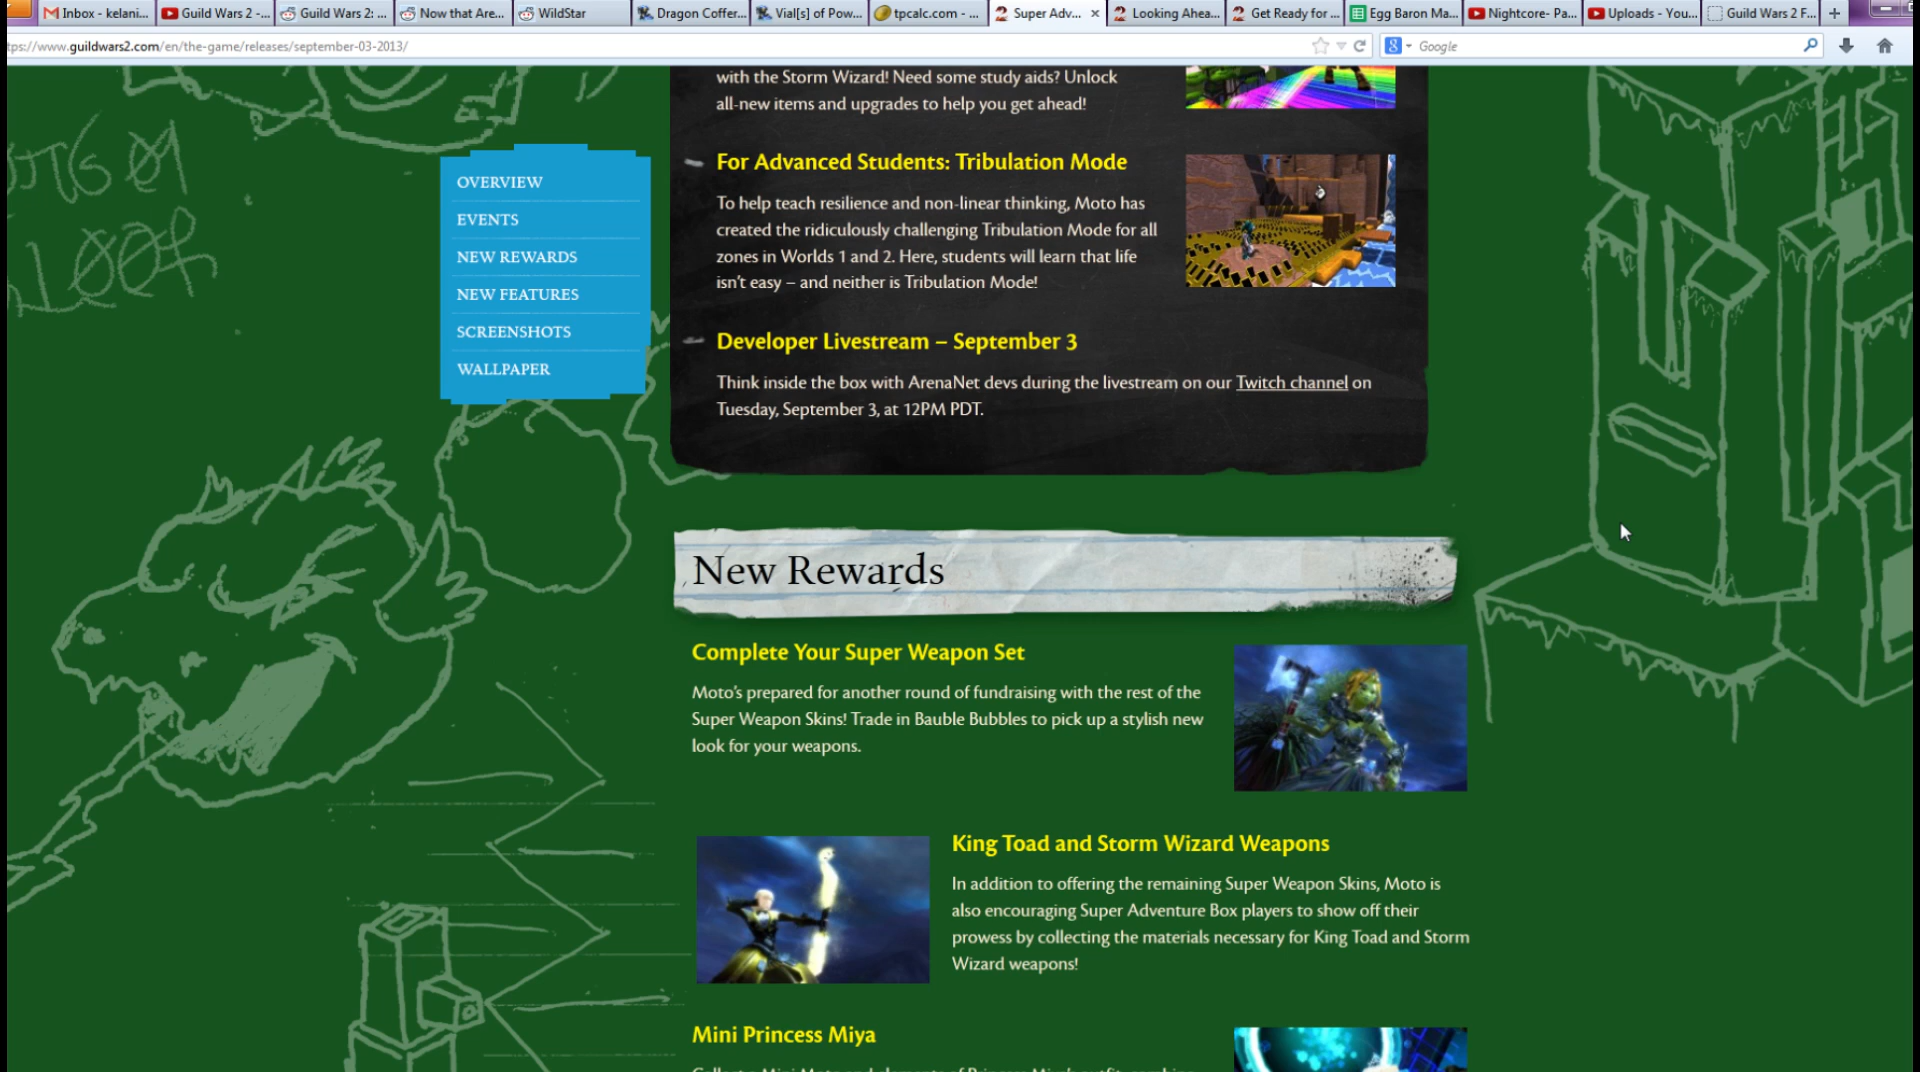 Inbox - kelani...
Guild Wars 2 -...
Guild Wars 2: ...
Now that Are...
WildStar
Dragon Coffer...
Vial[s] of Pow...
tpcalc.com - ...
Super Adv...
Looking Ahea...
Get Ready for ...
Egg Baron Ma...
Nightcore- Pa...
Uploads - You...
Guild Wars 2 F...
tps://www.guildwars2.com/en/the-game/releases/september-03-2013/
Google
with the Storm Wizard! Need some study aids? Unlock
all-new items and upgrades to help you get ahead!
OVERVIEW
EVENTS
NEW REWARDS
NEW FEATURES
SCREENSHOTS
WALLPAPER
For Advanced Students: Tribulation Mode
To help teach resilience and non-linear thinking, Moto has
created the ridiculously challenging Tribulation Mode for all
zones in Worlds 1 and 2. Here, students will learn that life
isn't easy – and neither is Tribulation Mode!
Developer Livestream – September 3
Think inside the box with ArenaNet devs during the livestream on our Twitch channel on
Tuesday, September 3, at 12PM PDT.
New Rewards
Complete Your Super Weapon Set
Moto's prepared for another round of fundraising with the rest of the
Super Weapon Skins! Trade in Bauble Bubbles to pick up a stylish new
look for your weapons.
King Toad and Storm Wizard Weapons
In addition to offering the remaining Super Weapon Skins, Moto is
also encouraging Super Adventure Box players to show off their
prowess by collecting the materials necessary for King Toad and Storm
Wizard weapons!
Mini Princess Miya